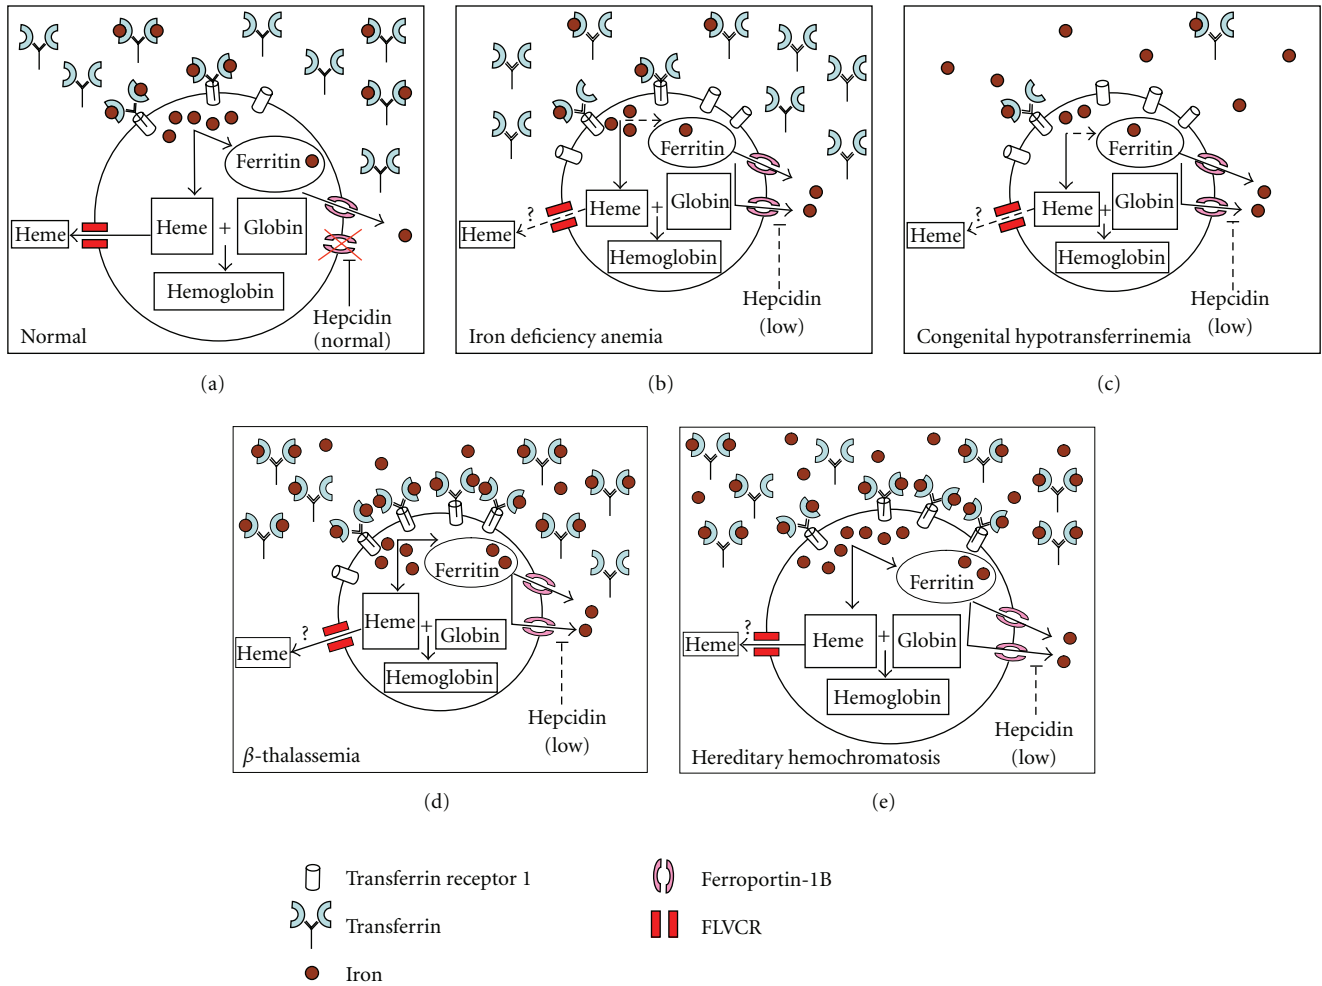 Ferritin
Heme
Heme
+
Globin
Hemoglobin
Hepcidin
(normal)
Normal
(a)
Ferritin
?
Heme
Heme
+
Globin
Hemoglobin
Hepcidin
(low)
Iron deficiency anemia
(b)
Ferritin
?
Heme
Heme
+
Globin
Hemoglobin
Hepcidin
(low)
Congenital hypotransferrinemia
(c)
Ferritin
?
Heme
Heme
+
Globin
Hemoglobin
Hepcidin
(low)
β-thalassemia
(d)
Ferritin
?
Heme
Heme
+
Globin
Hemoglobin
Hepcidin
(low)
Hereditary hemochromatosis
(e)
Transferrin receptor 1
Transferrin
Iron
Ferroportin-1B
FLVCR